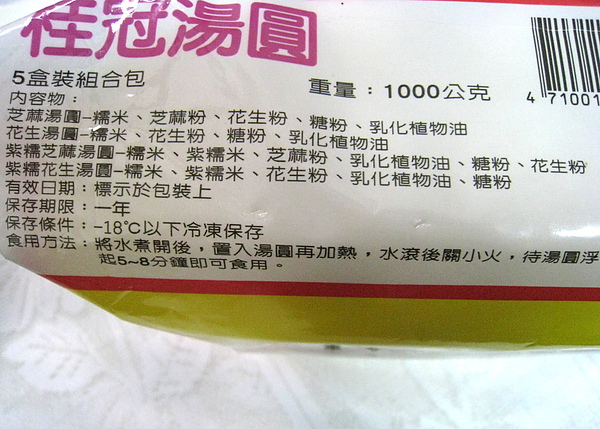 桂冠湯圓
5盒裝組合包
重量：1000公克
4 71001
內容物：
芝麻湯圓-糯米、芝麻粉、花生粉、糖粉、乳化植物油
花生湯圓-糯米、花生粉、糖粉、乳化植物油
紫糯芝麻湯圓-糯米、紫糯米、芝麻粉、乳化植物油、糖粉、花生粉
紫糯花生湯圓-糯米、紫糯米、花生粉、乳化植物油、糖粉
有效日期：標示於包裝上
保存期限：一年
保存條件：-18℃以下冷凍保存
食用方法：將水煮開後，置入湯圓再加熱，水滾後關小火，待湯圓浮
起5~8分鐘即可食用。